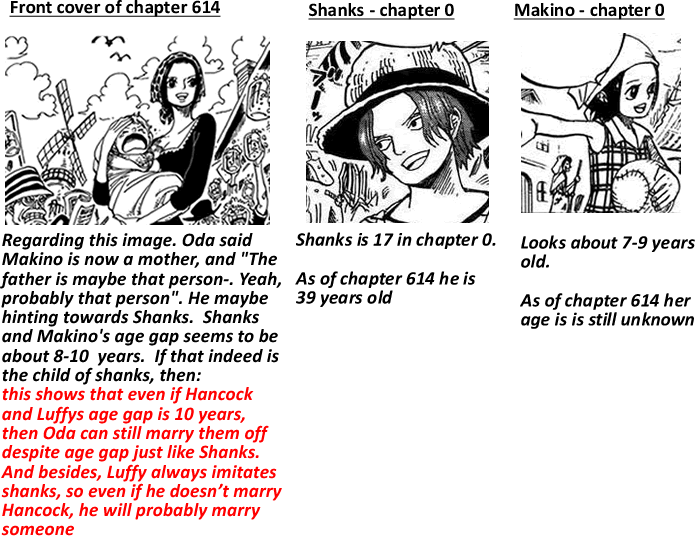 Front cover of chapter 614
Regarding this image. Oda said
Makino is now a mother, and "The
father is maybe that person-. Yeah,
probably that person". He maybe
hinting towards Shanks.  Shanks
and Makino's age gap seems to be
about 8-10  years.  If that indeed is
the child of shanks, then:
this shows that even if Hancock
and Luffys age gap is 10 years,
then Oda can still marry them off
despite age gap just like Shanks.
And besides, Luffy always imitates
shanks, so even if he doesn't marry
Hancock, he will probably marry
someone
Shanks - chapter 0
Shanks is 17 in chapter 0.
As of chapter 614 he is
39 years old
Makino - chapter 0
Looks about 7-9 years
old.
As of chapter 614 her
age is is still unknown